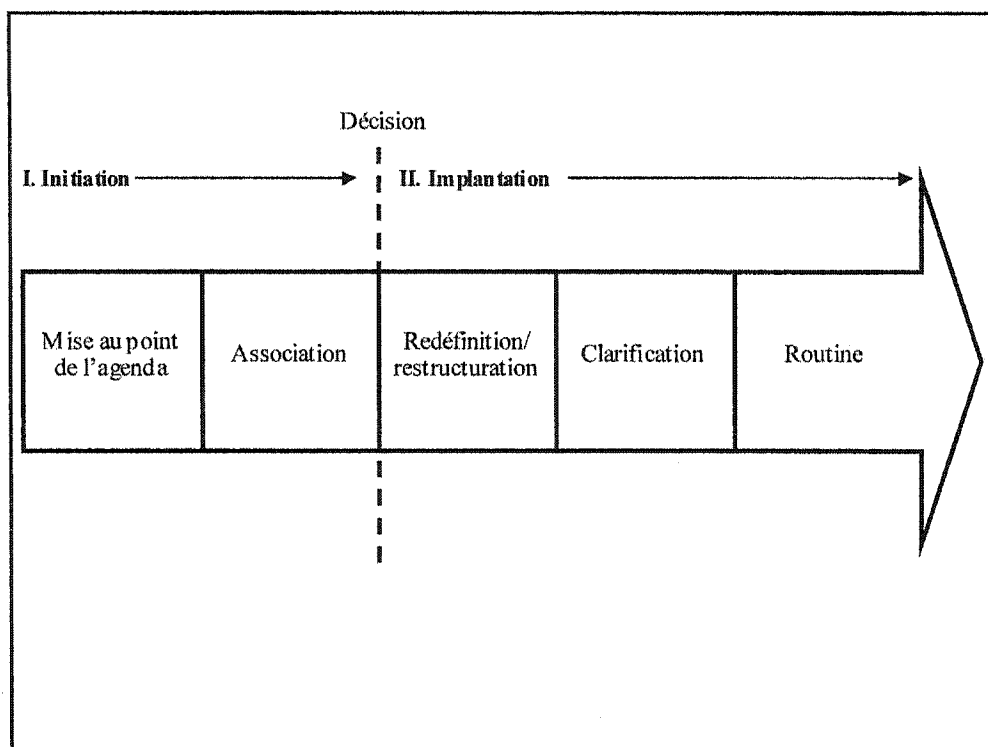 Décision
I. Initiation
II. Implantation
Mise au point
de l'agenda
Association
Redéfinition/
restructuration
Clarification
Routine